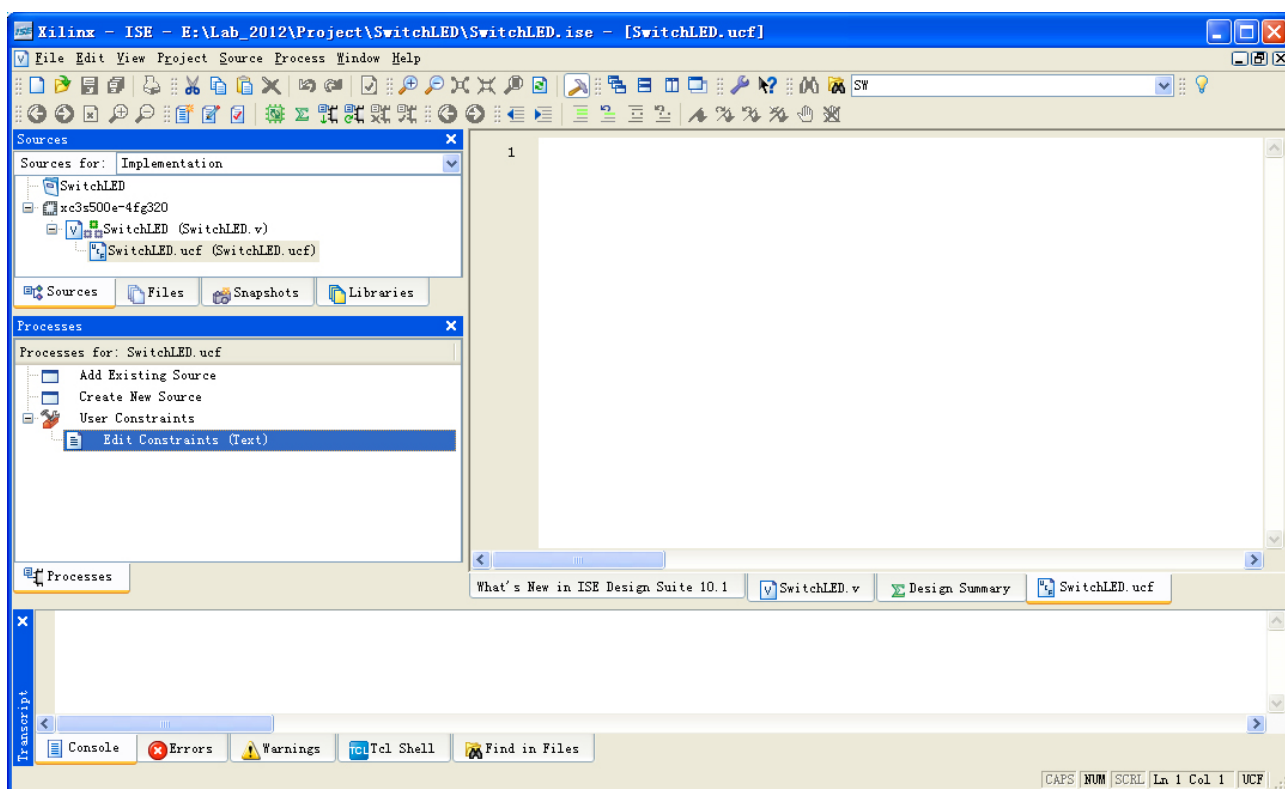 Xilinx - ISE - E:\Lab_2012\Project\SwitchLED\SwitchLED.ise - [SwitchLED.ucf]
File Edit View Project Source Process Window Help
SW
Sources
Sources for: Implementation
SwitchLED
xc3s500e-4fg320
SwitchLED (SwitchLED.v)
SwitchLED.ucf (SwitchLED.ucf)
Sources Files Snapshots Libraries
Processes
Processes for: SwitchLED.ucf
Add Existing Source
Create New Source
User Constraints
Edit Constraints (Text)
Processes
1
What's New in ISE Design Suite 10.1 SwitchLED.v Design Summary SwitchLED.ucf
Transcript
Console Errors Warnings Tcl Shell Find in Files
CAPS NUM SCRL Ln 1 Col 1 UCF